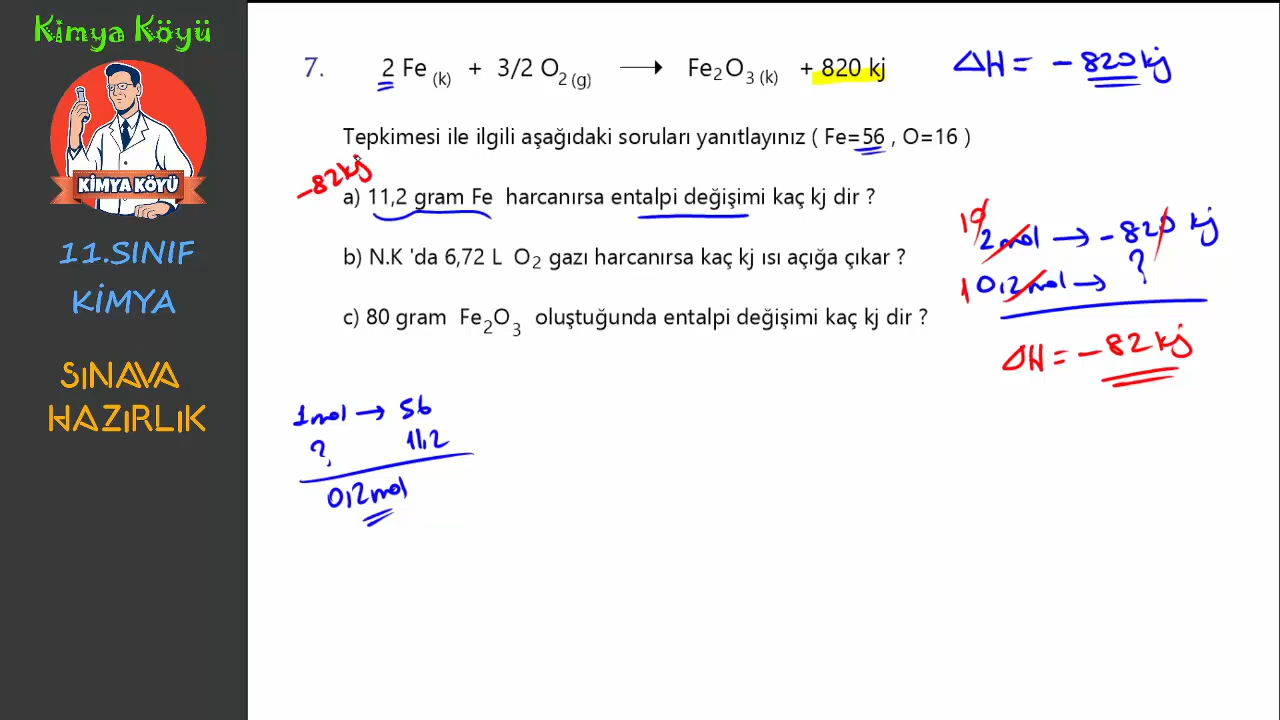 Kimya Köyü
KİMYA KÖYÜ
11.SINIF
KİMYA
SINAVA
HAZIRLIK
7. 2 Fe (k) + 3/2 O2 (g) → Fe2O3 (k) + 820 kj ΔH = -820 kj
Tepkimesi ile ilgili aşağıdaki soruları yanıtlayınız ( Fe=56 , O=16 )
-82 kj
a) 11,2 gram Fe harcanırsa entalpi değişimi kaç kj dir ?
b) N.K 'da 6,72 L O2 gazı harcanırsa kaç kj ısı açığa çıkar ?
c) 80 gram Fe2O3 oluştuğunda entalpi değişimi kaç kj dir ?
10
2 mol → -820 kj
1 0,2 mol → ?
ΔH = -82 kj
1 mol → 56
? 11,2
0,2 mol